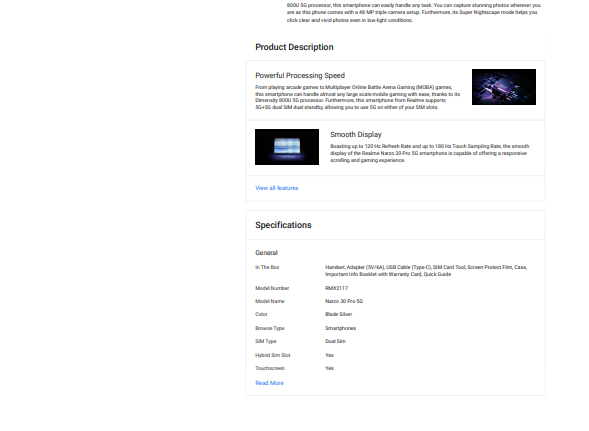 800U 5G processor, this smartphone can easily handle any task. You can capture stunning photos wherever you
are as this phone comes with a 48 MP triple camera setup. Furthermore, its Super Nightscape mode helps you
click clear and vivid photos even in low-light conditions.
Product Description
Powerful Processing Speed
From playing arcade games to Multiplayer Online Battle Arena Gaming (MOBA) games,
this smartphone can handle almost any large scale mobile gaming with ease, thanks to its
Dimensity 800U 5G processor. Furthermore, this smartphone from Realme supports
5G+5G dual SIM dual standby, allowing you to use 5G on either of your SIM slots.
Smooth Display
Boasting up to 120 Hz Refresh Rate and up to 180 Hz Touch Sampling Rate, the smooth
display of the Realme Narzo 30 Pro 5G smartphone is capable of offering a responsive
scrolling and gaming experience.
View all features
Specifications
General
In The Box Handset, Adapter (5V/6A), USB Cable (Type-C), SIM Card Tool, Screen Protect Film, Case,
Important Info Booklet with Warranty Card, Quick Guide
Model Number RMX2117
Model Name Narzo 30 Pro 5G
Color Blade Silver
Browse Type Smartphones
SIM Type Dual Sim
Hybrid Sim Slot Yes
Touchscreen Yes
Read More